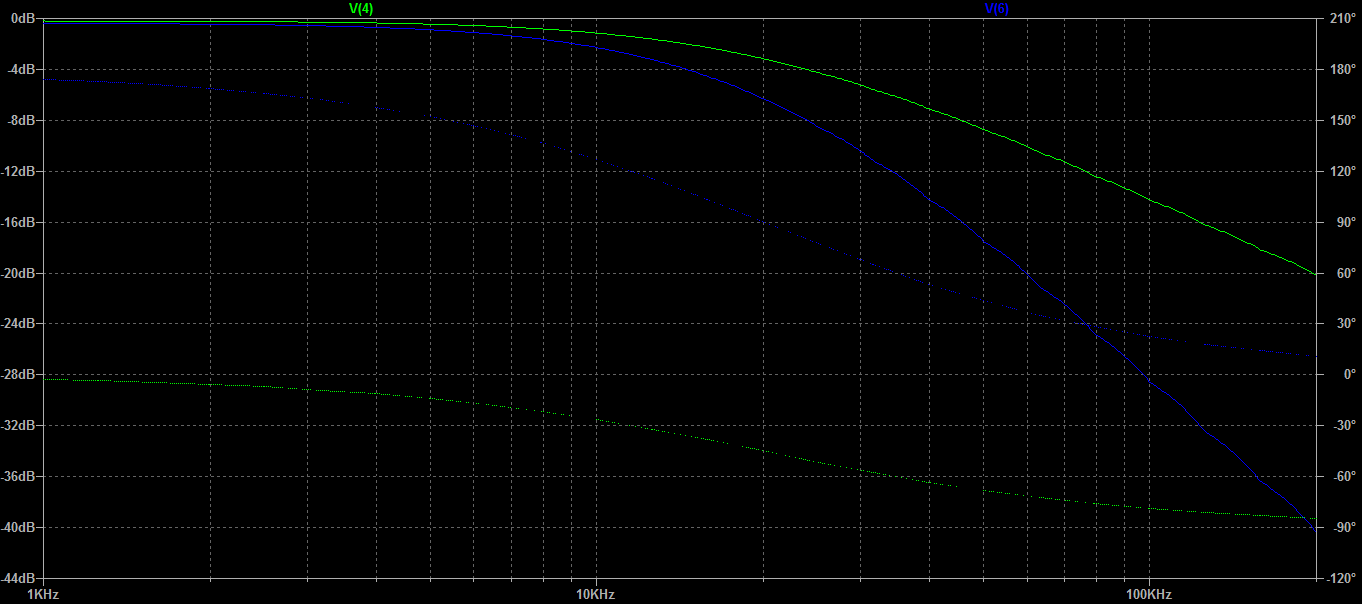 V(4) V(6)
0dB 210°
-4dB 180°
-8dB 150°
-12dB 120°
-16dB 90°
-20dB 60°
-24dB 30°
-28dB 0°
-32dB -30°
-36dB -60°
-40dB -90°
-44dB -120°
1KHz 10KHz 100KHz